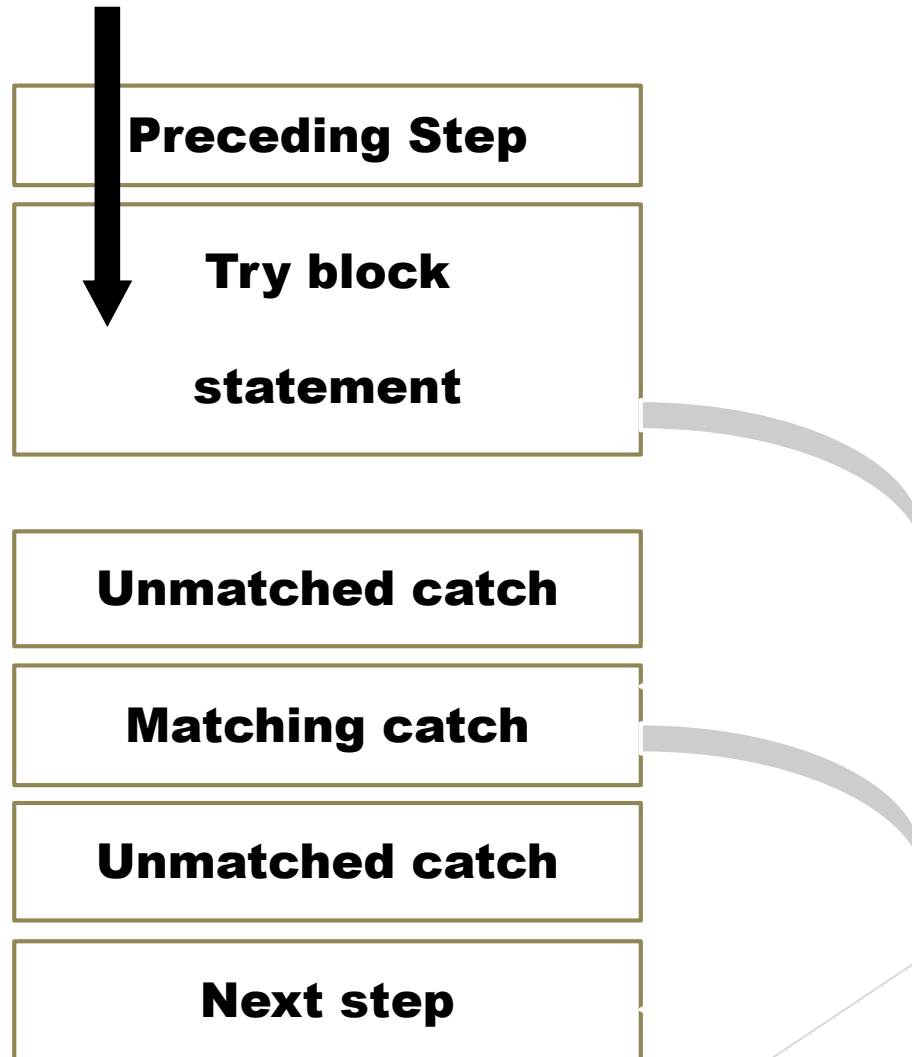 Preceding Step
Try block
statement
Unmatched catch
Matching catch
Unmatched catch
Next step